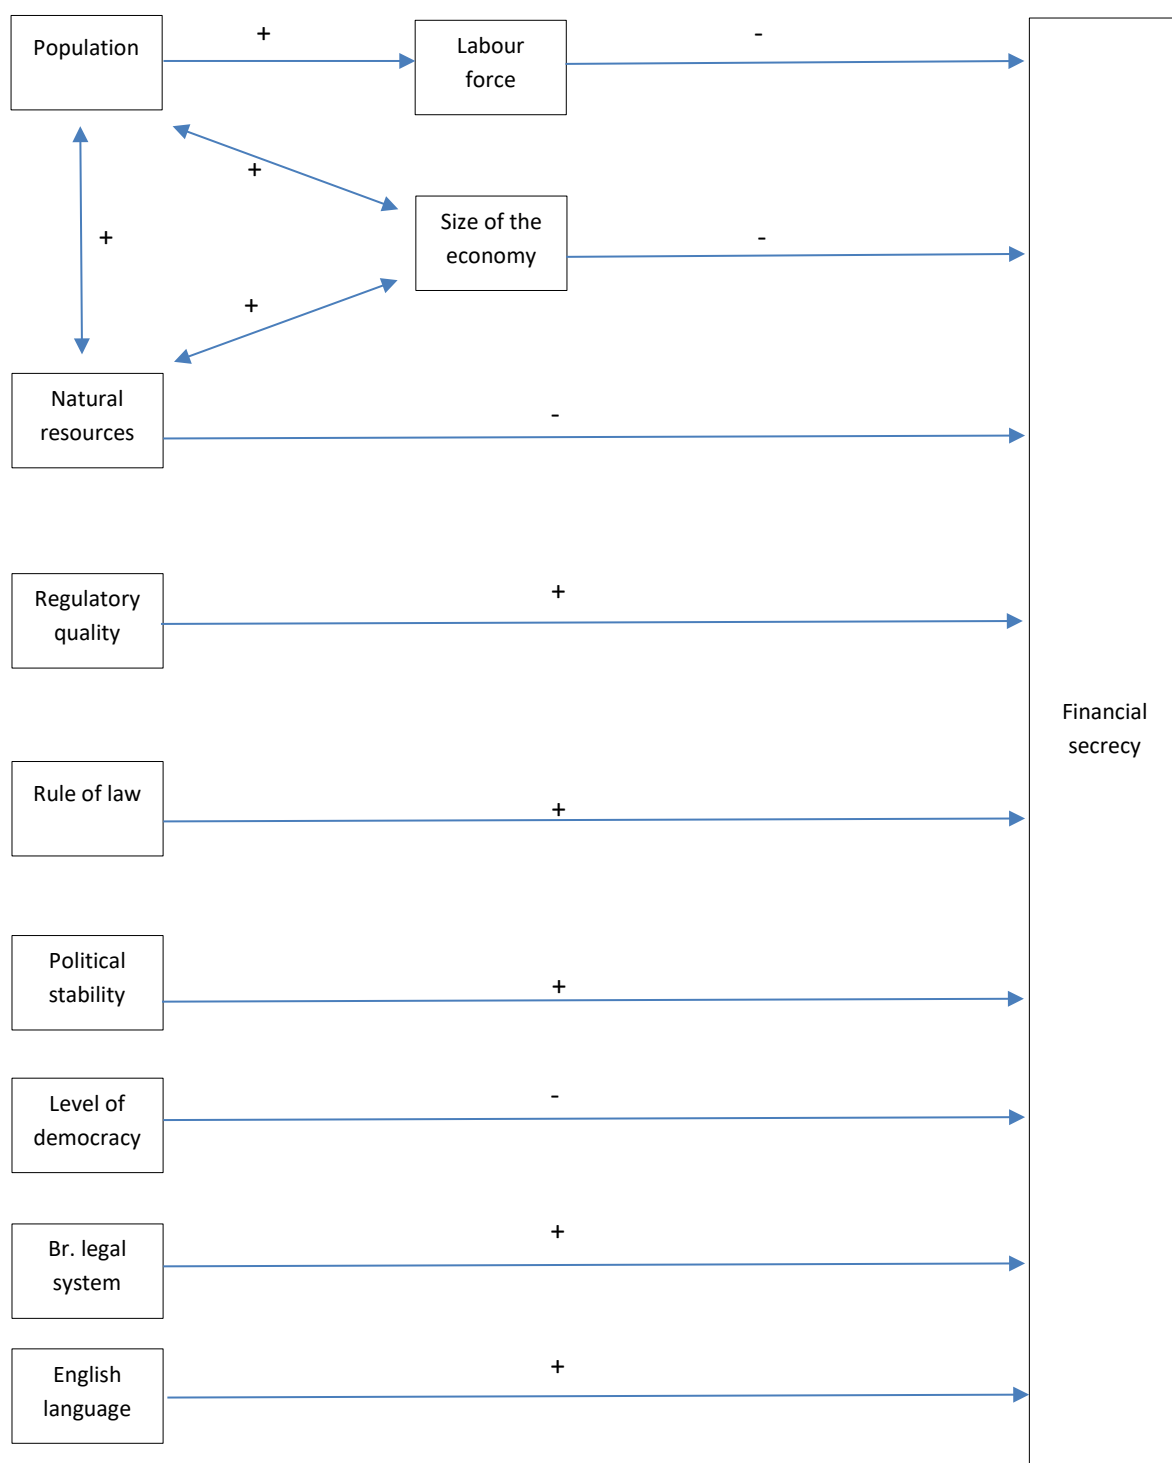 +
-
Population
Labour
force
+
+
Size of the
economy
-
+
Natural
resources
-
Regulatory
quality
+
Financial
secrecy
Rule of law
+
Political
stability
+
Level of
democracy
-
Br. legal
system
+
English
language
+